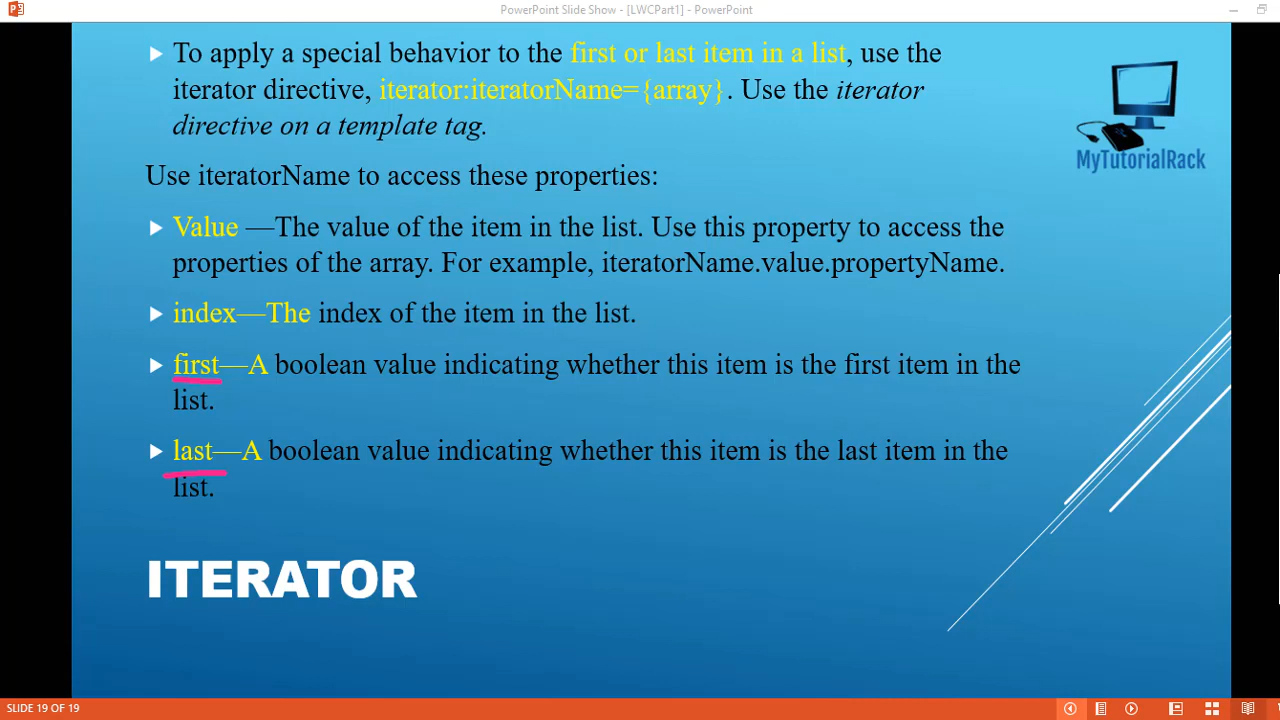 PowerPoint Slide Show - [LWCPart1] - PowerPoint
To apply a special behavior to the first or last item in a list, use the
iterator directive, iterator:iteratorName={array}. Use the iterator
directive on a template tag.
MyTutorialRack
Use iteratorName to access these properties:
Value —The value of the item in the list. Use this property to access the
properties of the array. For example, iteratorName.value.propertyName.
index—The index of the item in the list.
first—A boolean value indicating whether this item is the first item in the
list.
last—A boolean value indicating whether this item is the last item in the
list.
ITERATOR
SLIDE 19 OF 19